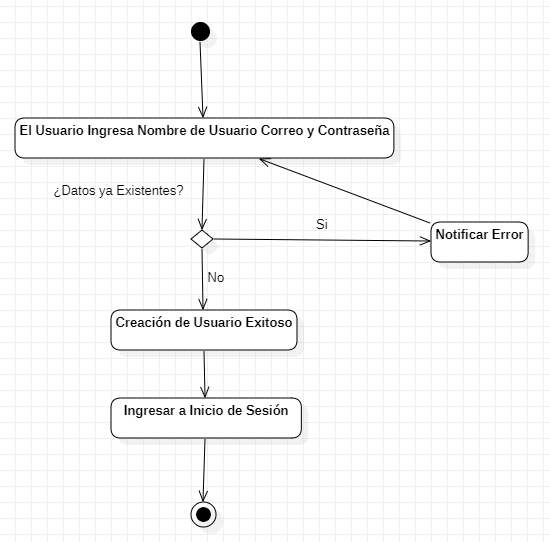 El Usuario Ingresa Nombre de Usuario Correo y Contraseña
¿Datos ya Existentes?
Si
Notificar Error
No
Creación de Usuario Exitoso
Ingresar a Inicio de Sesión